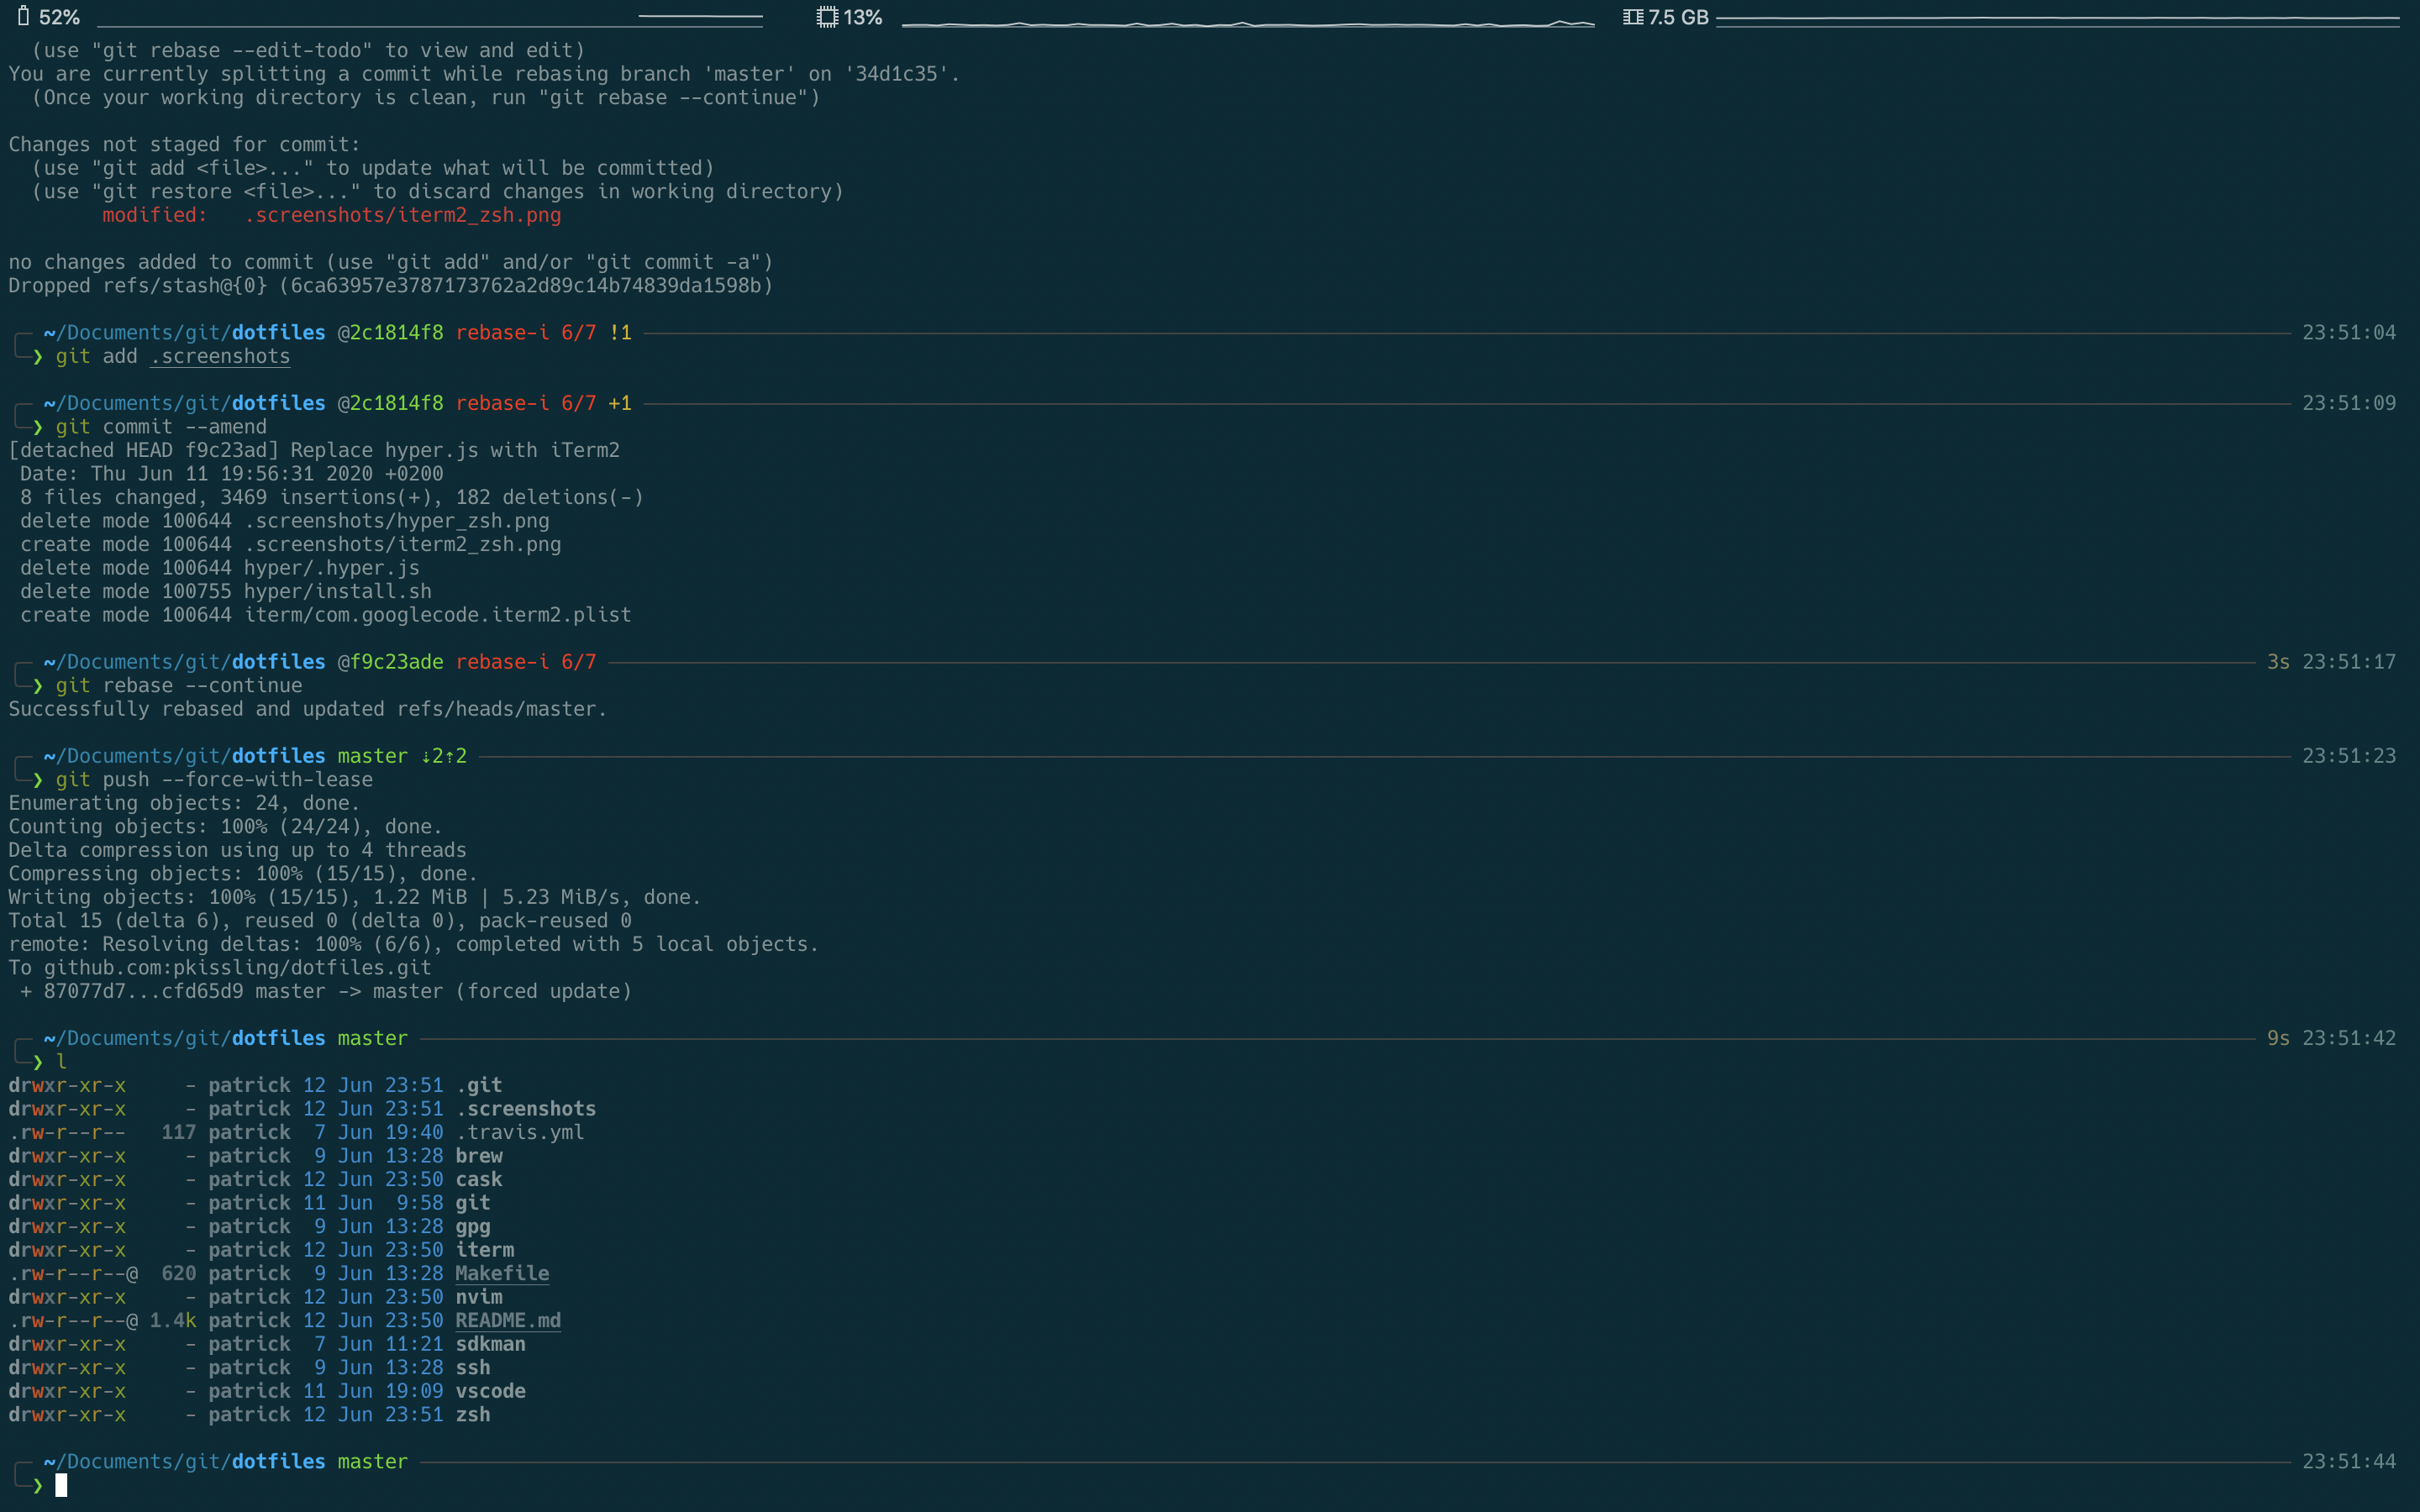 52% 13% 7.5 GB
  (use "git rebase --edit-todo" to view and edit)
You are currently splitting a commit while rebasing branch 'master' on '34d1c35'.
  (Once your working directory is clean, run "git rebase --continue")
Changes not staged for commit:
  (use "git add <file>..." to update what will be committed)
  (use "git restore <file>..." to discard changes in working directory)
        modified:   .screenshots/iterm2_zsh.png
no changes added to commit (use "git add" and/or "git commit -a")
Dropped refs/stash@{0} (6ca63957e3787173762a2d89c14b74839da1598b)
~/Documents/git/dotfiles @2c1814f8 rebase-i 6/7 !1 23:51:04
❯ git add .screenshots
~/Documents/git/dotfiles @2c1814f8 rebase-i 6/7 +1 23:51:09
❯ git commit --amend
[detached HEAD f9c23ad] Replace hyper.js with iTerm2
 Date: Thu Jun 11 19:56:31 2020 +0200
 8 files changed, 3469 insertions(+), 182 deletions(-)
 delete mode 100644 .screenshots/hyper_zsh.png
 create mode 100644 .screenshots/iterm2_zsh.png
 delete mode 100644 hyper/.hyper.js
 delete mode 100755 hyper/install.sh
 create mode 100644 iterm/com.googlecode.iterm2.plist
~/Documents/git/dotfiles @f9c23ade rebase-i 6/7 3s 23:51:17
❯ git rebase --continue
Successfully rebased and updated refs/heads/master.
~/Documents/git/dotfiles master ⇣2⇡2 23:51:23
❯ git push --force-with-lease
Enumerating objects: 24, done.
Counting objects: 100% (24/24), done.
Delta compression using up to 4 threads
Compressing objects: 100% (15/15), done.
Writing objects: 100% (15/15), 1.22 MiB | 5.23 MiB/s, done.
Total 15 (delta 6), reused 0 (delta 0), pack-reused 0
remote: Resolving deltas: 100% (6/6), completed with 5 local objects.
To github.com:pkissling/dotfiles.git
 + 87077d7...cfd65d9 master -> master (forced update)
~/Documents/git/dotfiles master 9s 23:51:42
❯ l
drwxr-xr-x     - patrick 12 Jun 23:51 .git
drwxr-xr-x     - patrick 12 Jun 23:51 .screenshots
.rw-r--r--   117 patrick  7 Jun 19:40 .travis.yml
drwxr-xr-x     - patrick  9 Jun 13:28 brew
drwxr-xr-x     - patrick 12 Jun 23:50 cask
drwxr-xr-x     - patrick 11 Jun  9:58 git
drwxr-xr-x     - patrick  9 Jun 13:28 gpg
drwxr-xr-x     - patrick 12 Jun 23:50 iterm
.rw-r--r--@  620 patrick  9 Jun 13:28 Makefile
drwxr-xr-x     - patrick 12 Jun 23:50 nvim
.rw-r--r--@ 1.4k patrick 12 Jun 23:50 README.md
drwxr-xr-x     - patrick  7 Jun 11:21 sdkman
drwxr-xr-x     - patrick  9 Jun 13:28 ssh
drwxr-xr-x     - patrick 11 Jun 19:09 vscode
drwxr-xr-x     - patrick 12 Jun 23:51 zsh
~/Documents/git/dotfiles master 23:51:44
❯